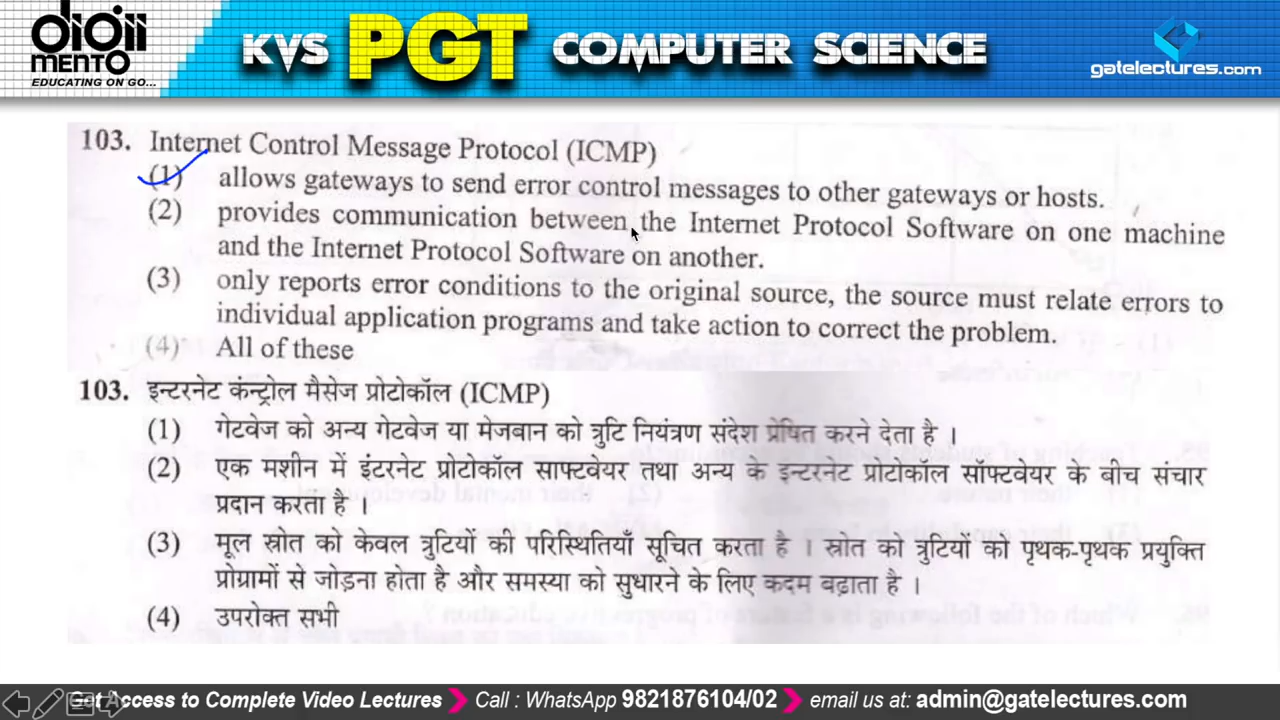 digii
MENTO
EDUCATING ON GO...
KVS PGT COMPUTER SCIENCE
gatelectures.com
103. Internet Control Message Protocol (ICMP)
(1) allows gateways to send error control messages to other gateways or hosts.
(2) provides communication between the Internet Protocol Software on one machine
and the Internet Protocol Software on another.
(3) only reports error conditions to the original source, the source must relate errors to
individual application programs and take action to correct the problem.
(4) All of these
103. इन्टरनेट कंन्ट्रोल मैसेज प्रोटोकॉल (ICMP)
(1) गेटवेज को अन्य गेटवेज या मेजबान को त्रुटि नियंत्रण संदेश प्रेषित करने देता है ।
(2) एक मशीन में इंटरनेट प्रोटोकॉल साफ्टवेयर तथा अन्य के इन्टरनेट प्रोटोकॉल सॉफ्टवेयर के बीच संचार
प्रदान करता है ।
(3) मूल स्रोत को केवल त्रुटियों की परिस्थितियाँ सूचित करता है । स्रोत को त्रुटियों को पृथक-पृथक प्रयुक्ति
प्रोग्रामों से जोड़ना होता है और समस्या को सुधारने के लिए कदम बढ़ाता है ।
(4) उपरोक्त सभी
Get Access to Complete Video Lectures Call : WhatsApp 9821876104/02 email us at: admin@gatelectures.com